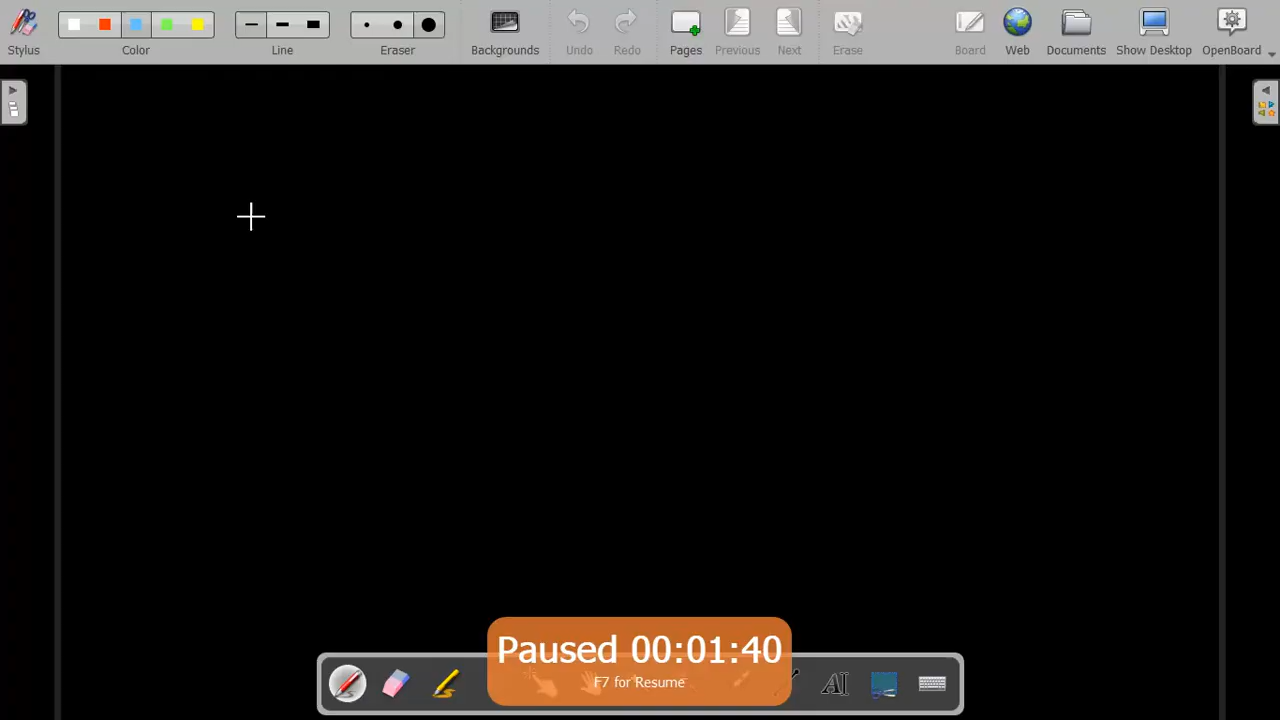 Stylus Color Line Eraser Backgrounds Undo Redo Pages Previous Next Erase Board Web Documents Show Desktop OpenBoard
Paused 00:01:40
F7 for Resume
AI